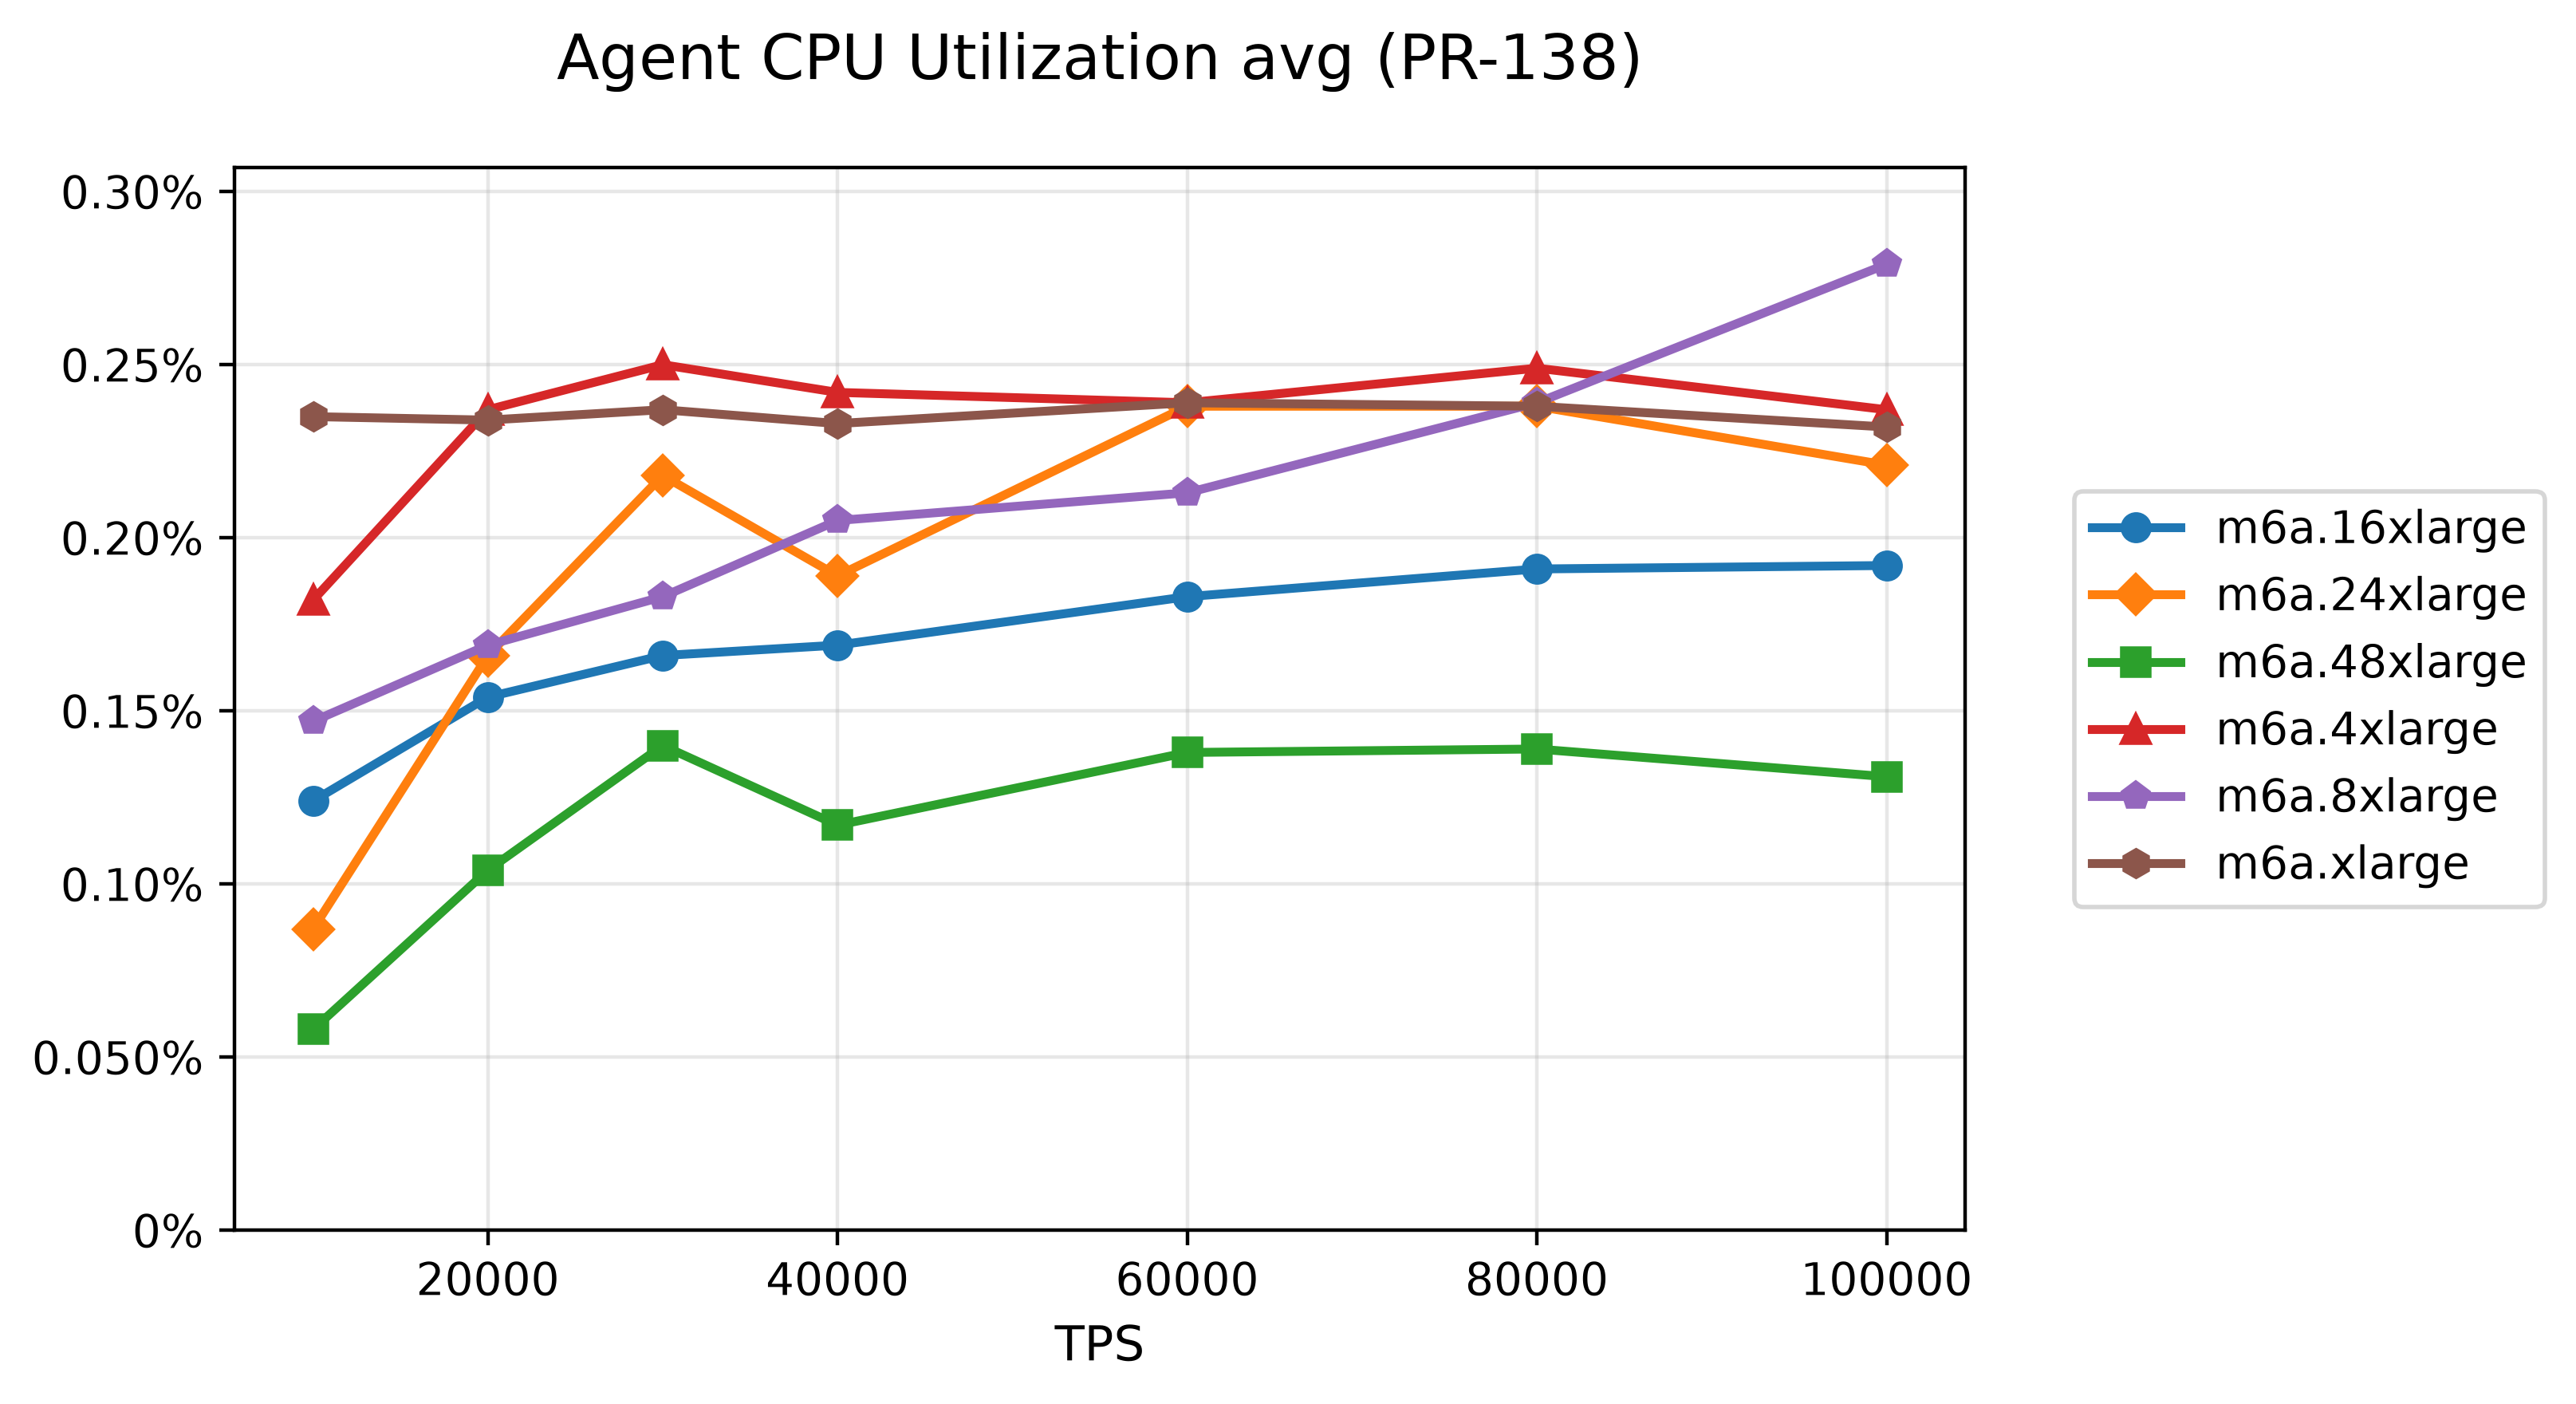 Agent CPU Utilization avg (PR-138)
0.30%
0.25%
0.20%
0.15%
0.10%
0.050%
0%
20000 40000 60000 80000 100000
TPS
m6a.16xlarge
m6a.24xlarge
m6a.48xlarge
m6a.4xlarge
m6a.8xlarge
m6a.xlarge